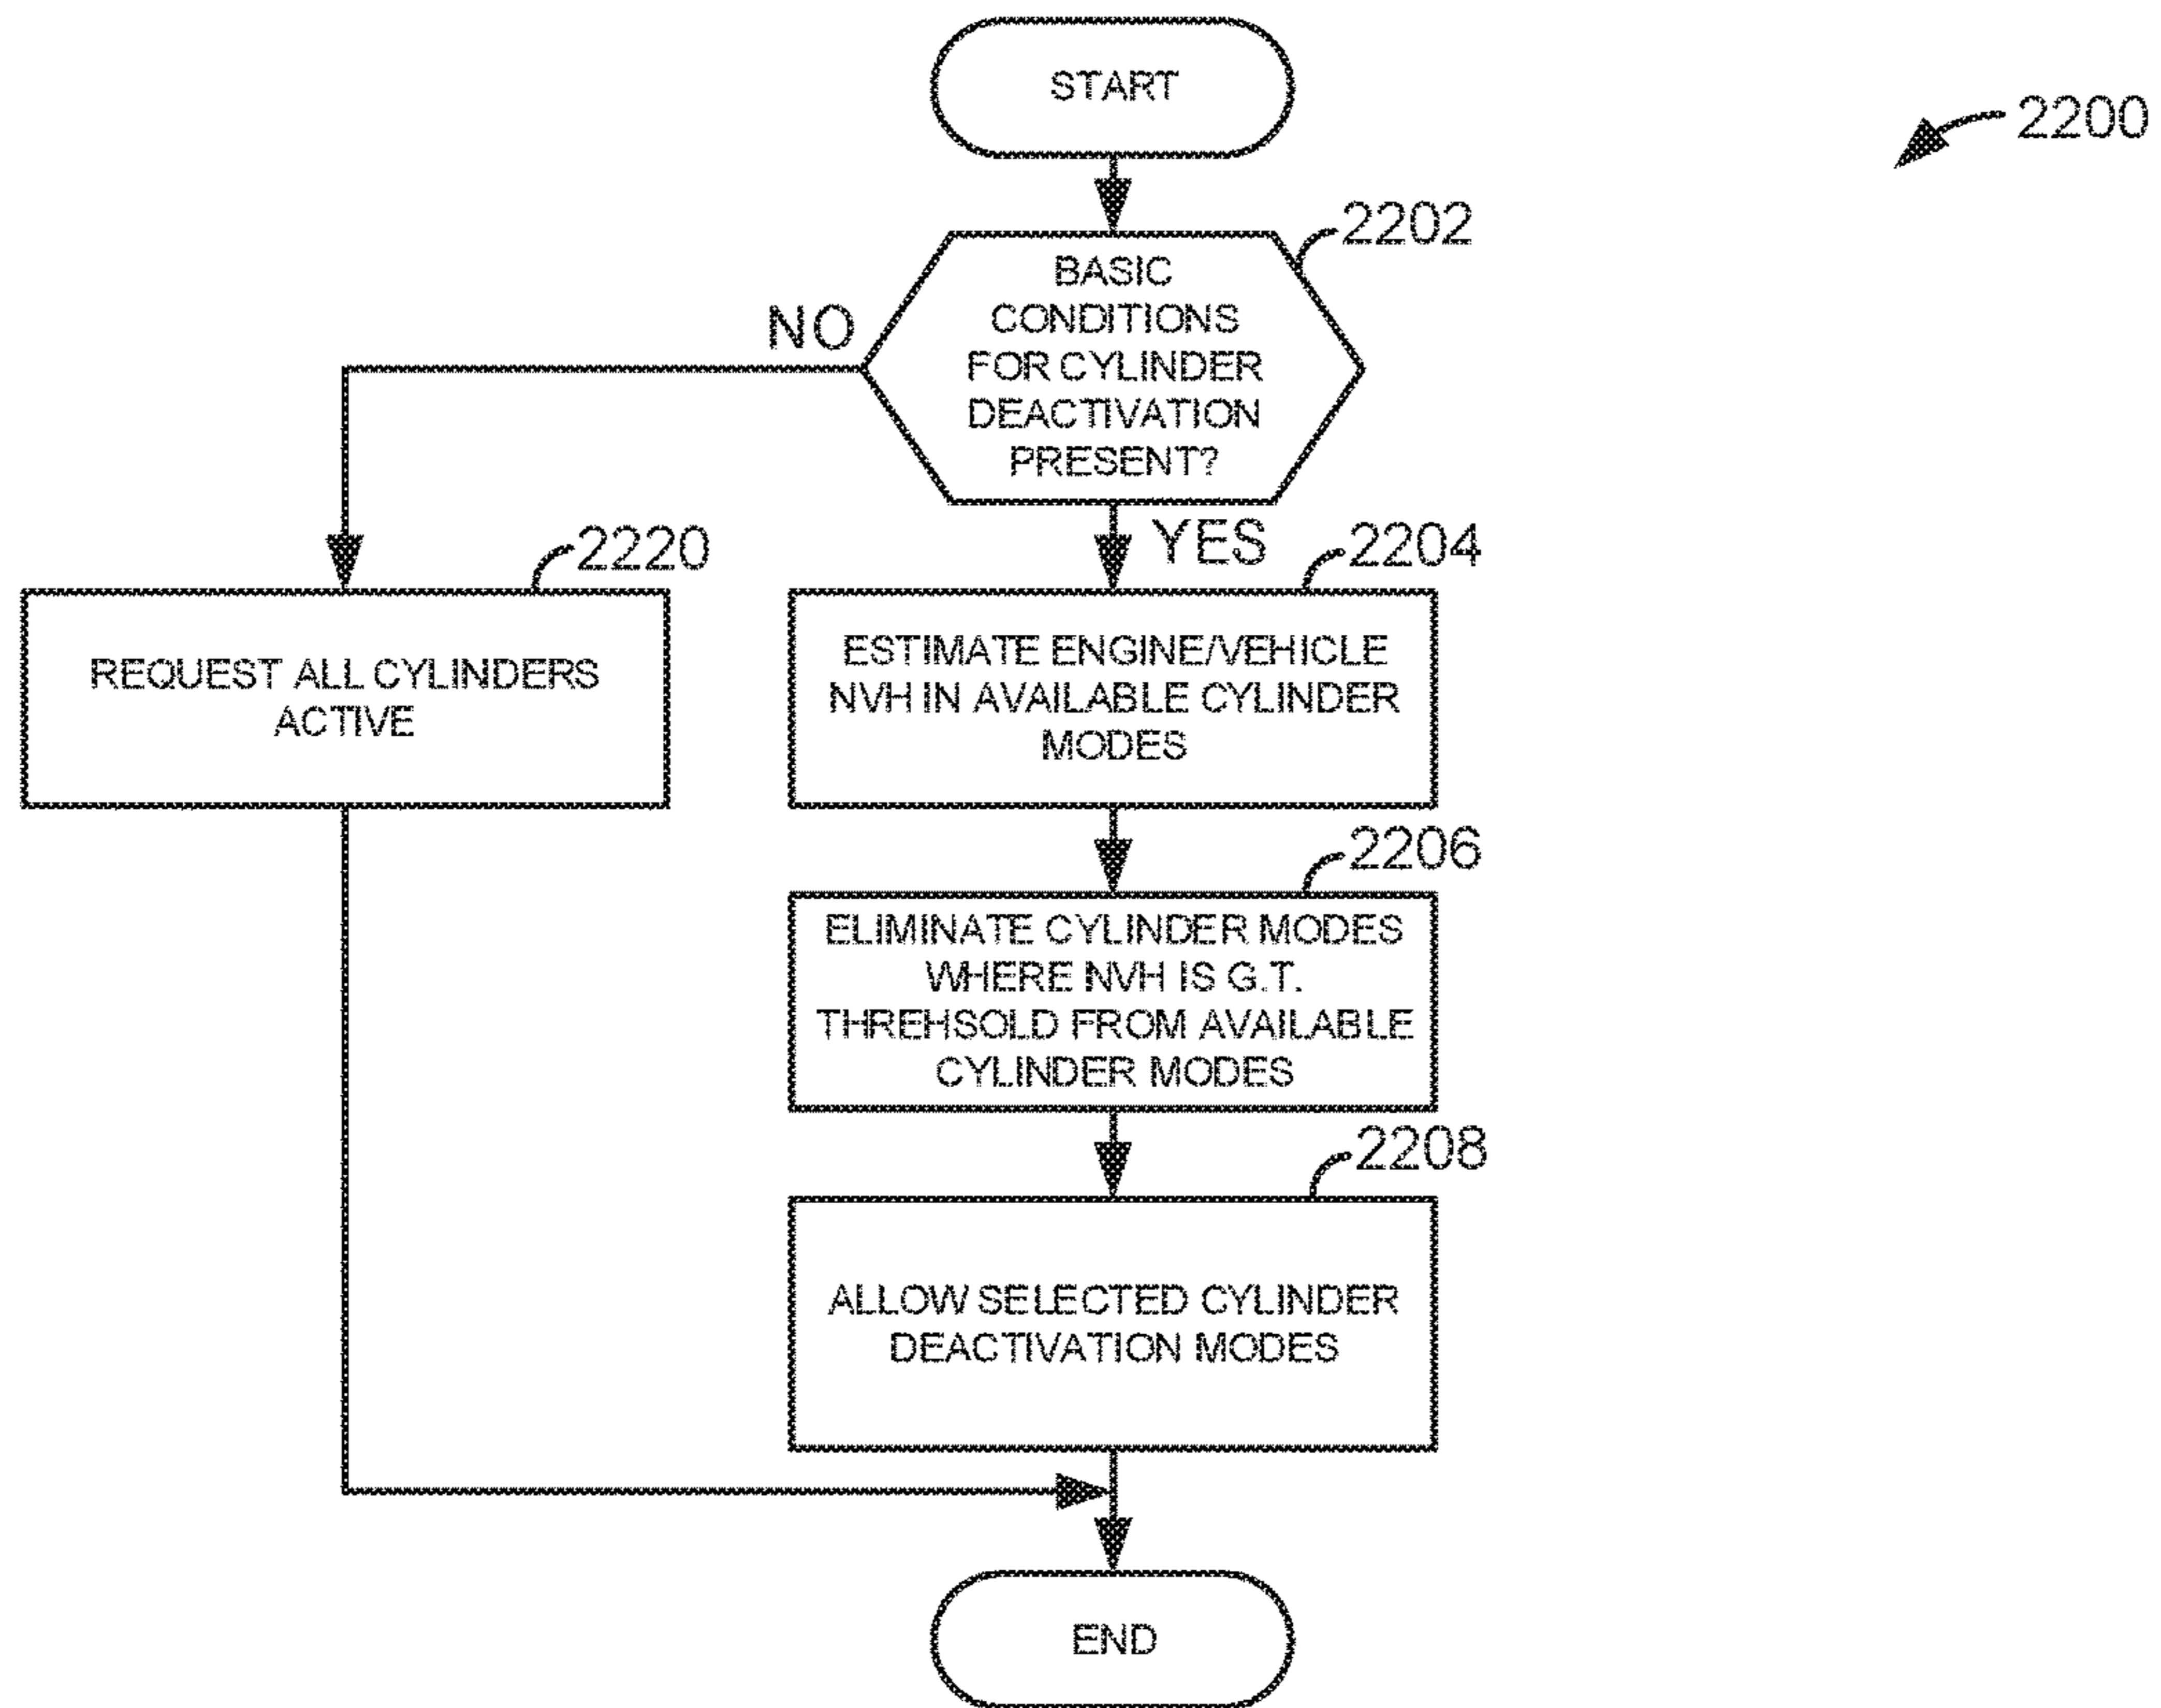 START
2200
2202
BASIC
CONDITIONS
FOR CYLINDER
DEACTIVATION
PRESENT?
NO
YES
2220
REQUEST ALL CYLINDERS
ACTIVE
2204
ESTIMATE ENGINE/VEHICLE
NVH IN AVAILABLE CYLINDER
MODES
2206
ELIMINATE CYLINDER MODES
WHERE NVH IS G.T.
THREHSOLD FROM AVAILABLE
CYLINDER MODES
2208
ALLOW SELECTED CYLINDER
DEACTIVATION MODES
END